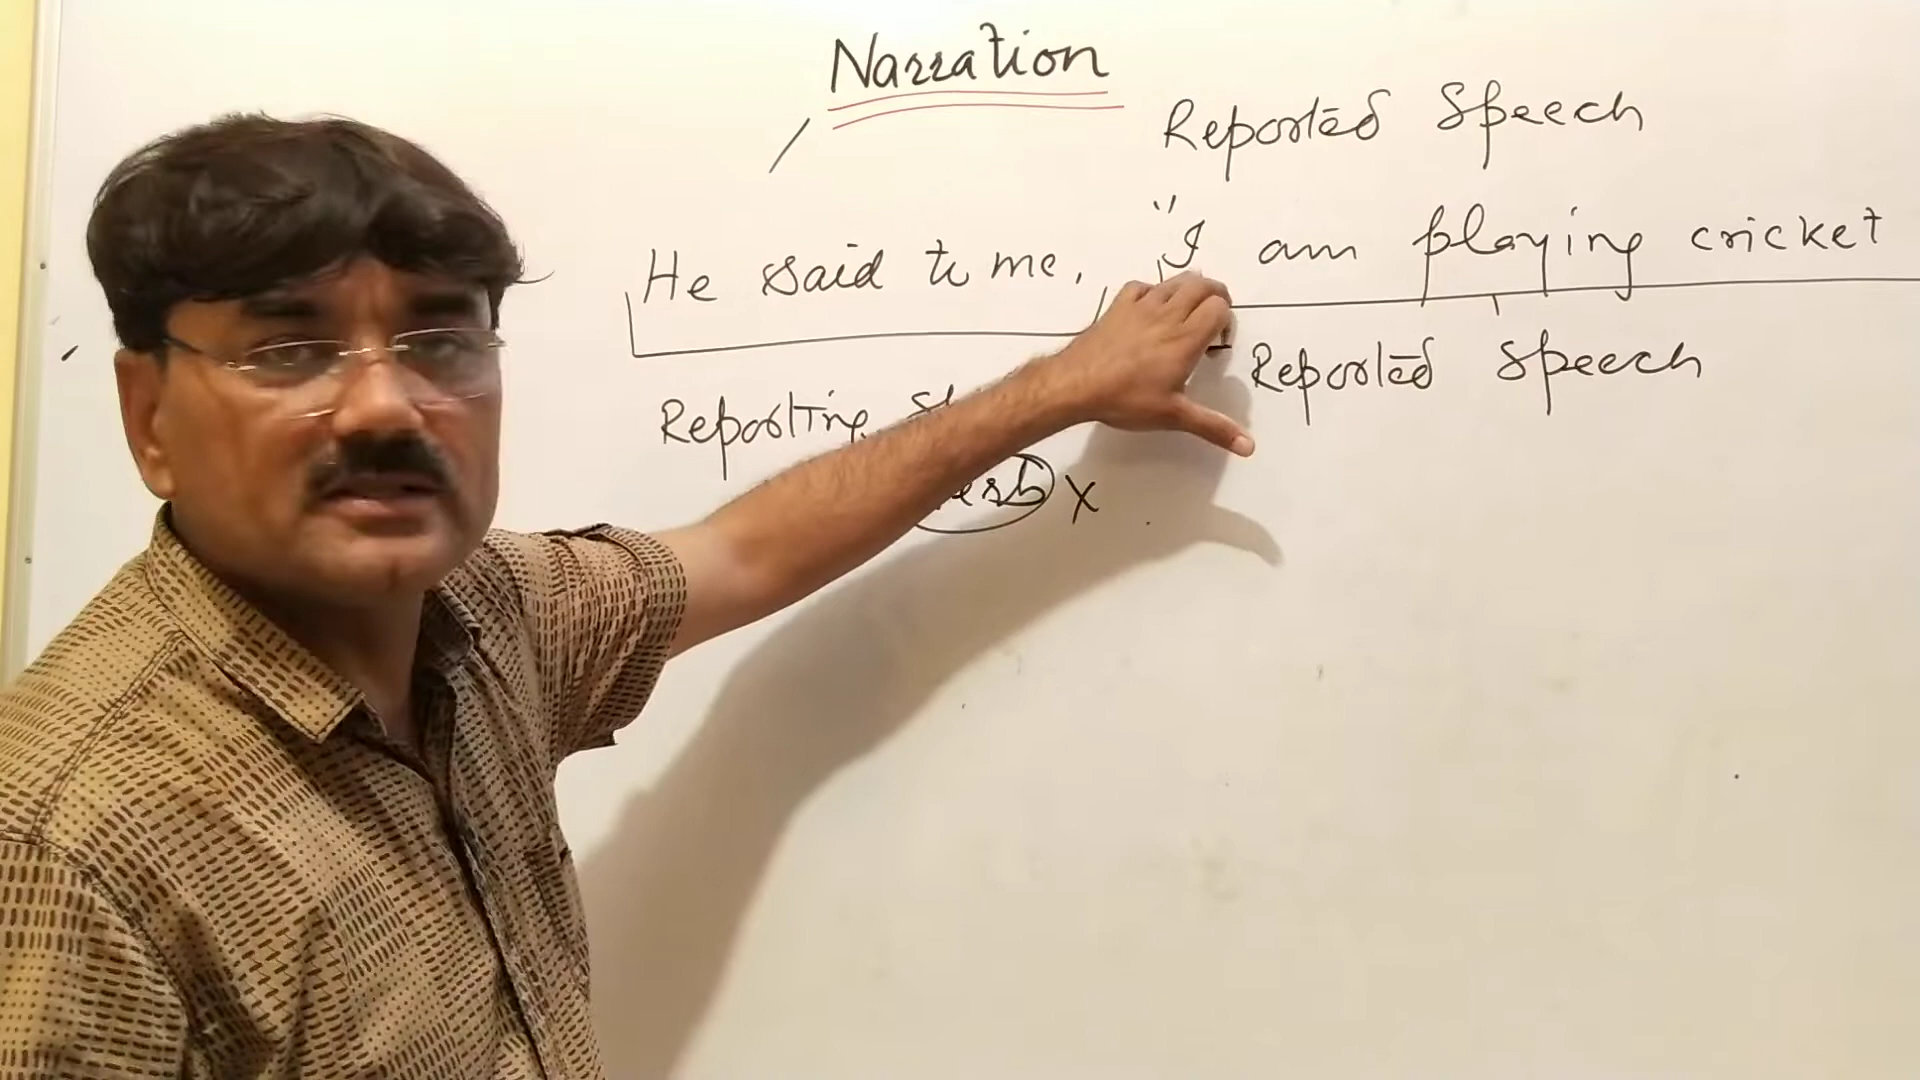 Narration
Reported Speech
He said to me, "I am playing cricket
Reporting
Reported Speech
X